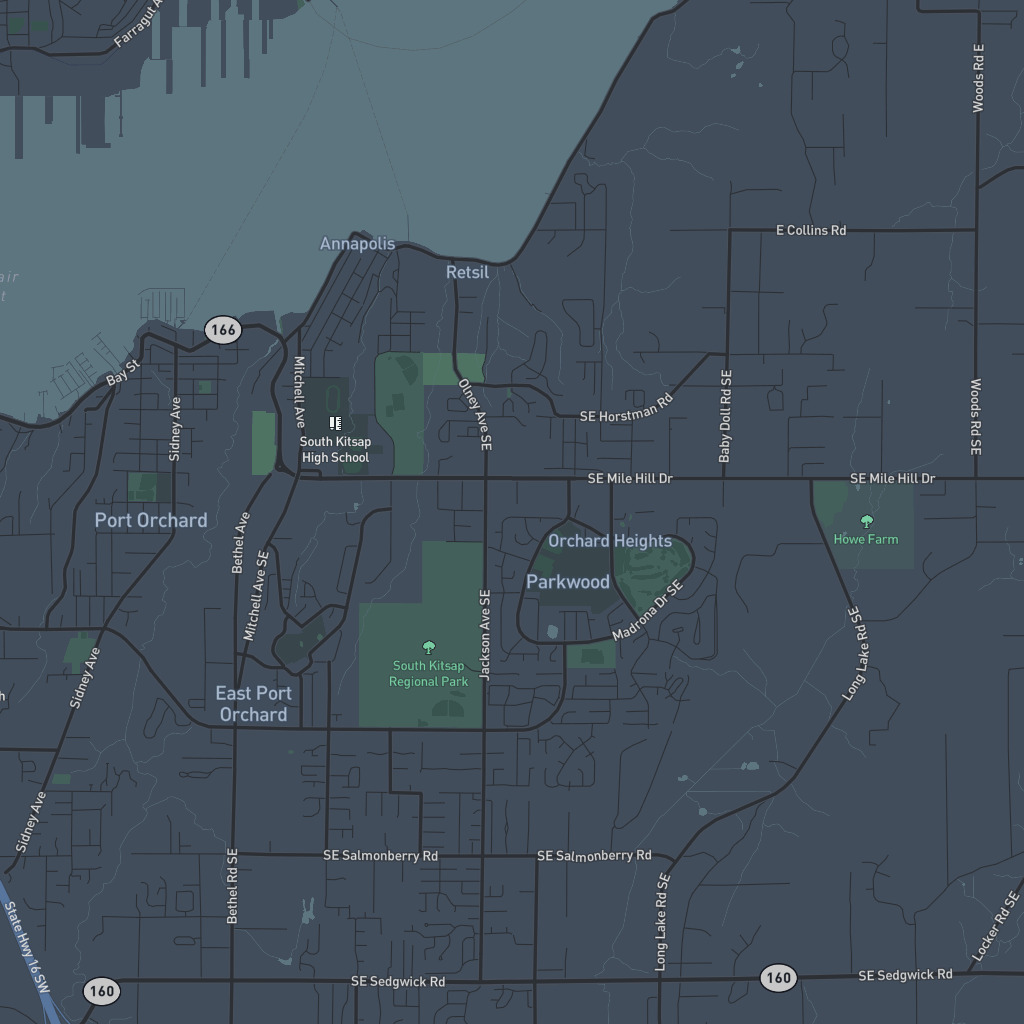 Farragut A
Woods Rd E
E Collins Rd
Annapolis
Retsil
air
t
166
Bay St
Mitchell Ave
Sidney Ave
Olney Ave SE
SE Horstman Rd
Baby Doll Rd SE
Woods Rd SE
South Kitsap
High School
SE Mile Hill Dr
SE Mile Hill Dr
Port Orchard
Bethel Ave
Mitchell Ave SE
Orchard Heights
Parkwood
Howe Farm
Madrona Dr SE
Jackson Ave SE
Long Lake Rd SE
South Kitsap
Regional Park
Sidney Ave
h
East Port
Orchard
Sidney Ave
SE Salmonberry Rd
SE Salmonberry Rd
Bethel Rd SE
Long Lake Rd SE
Locker Rd SE
State Hwy 16 SW
160
SE Sedgwick Rd
160
SE Sedgwick Rd